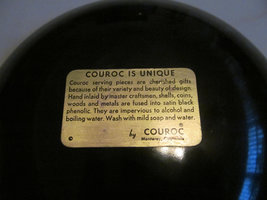 COUROC IS UNIQUE
Couroc serving pieces are cherished gifts
because of their variety and beauty of design.
Hand inlaid by master craftsmen, shells, coins,
woods and metals are fused into satin black
phenolic. They are impervious to alcohol and
boiling water. Wash with mild soap and water.
© by COUROC
Monterey, California